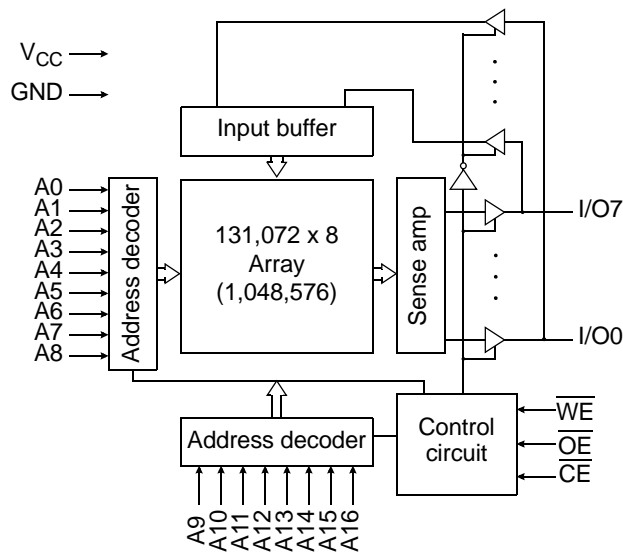 VCC
GND
Input buffer
A0
A1
A2
A3
A4
A5
A6
A7
A8
Address decoder
131,072 x 8
Array
(1,048,576)
Sense amp
I/O7
I/O0
Address decoder
A9
A10
A11
A12
A13
A14
A15
A16
Control
circuit
WE
OE
CE